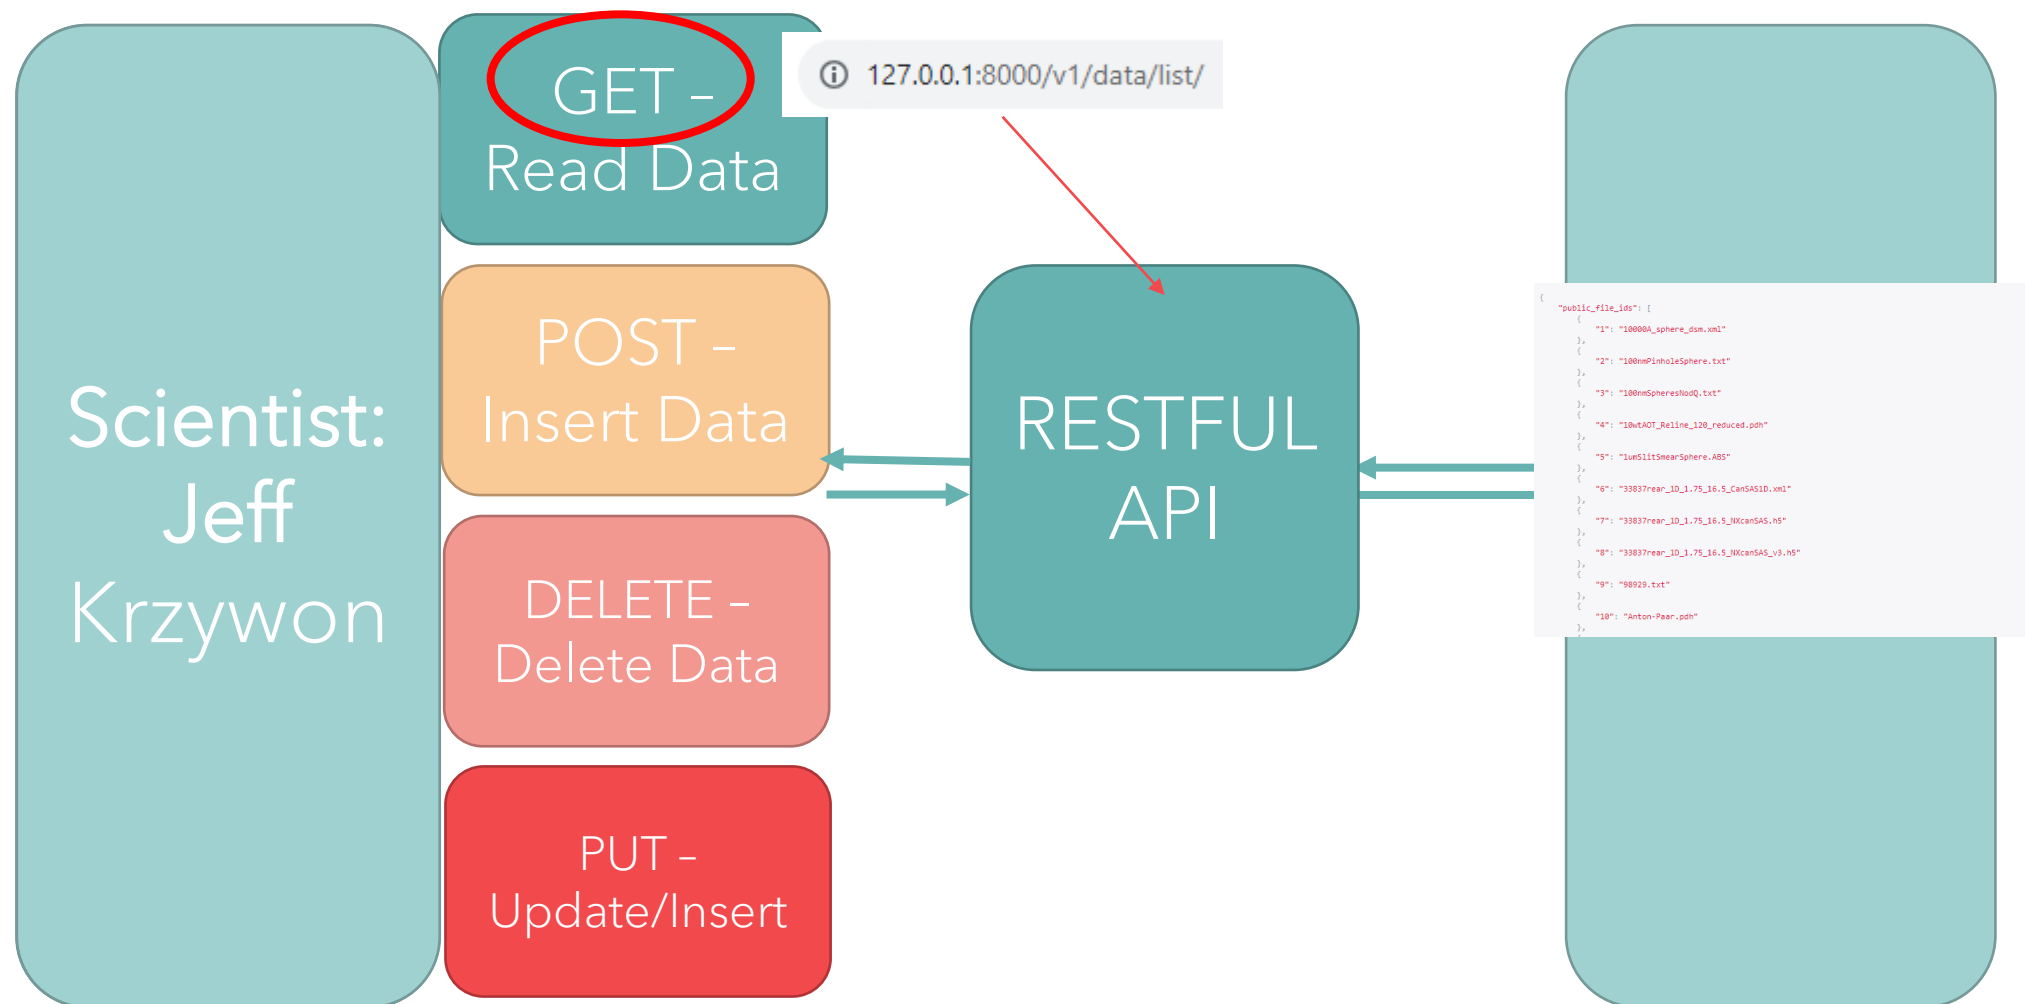 Scientist:
Jeff
Krzywon
GET –
Read Data
POST –
Insert Data
DELETE –
Delete Data
PUT –
Update/Insert
127.0.0.1:8000/v1/data/list/
RESTFUL
API
{
"public_file_ids": [
{
"1": "10000A_sphere_dsm.xml"
},
{
"2": "100nmPinholeSphere.txt"
},
{
"3": "100nmSpheresNodQ.txt"
},
{
"4": "10wtAOT_Reline_120_reduced.pdh"
},
{
"5": "1umSlitSmearSphere.ABS"
},
{
"6": "33837rear_1D_1.75_16.5_CanSAS1D.xml"
},
{
"7": "33837rear_1D_1.75_16.5_NXcanSAS.h5"
},
{
"8": "33837rear_1D_1.75_16.5_NXcanSAS_v3.h5"
},
{
"9": "98929.txt"
},
{
"10": "Anton-Paar.pdh"
},